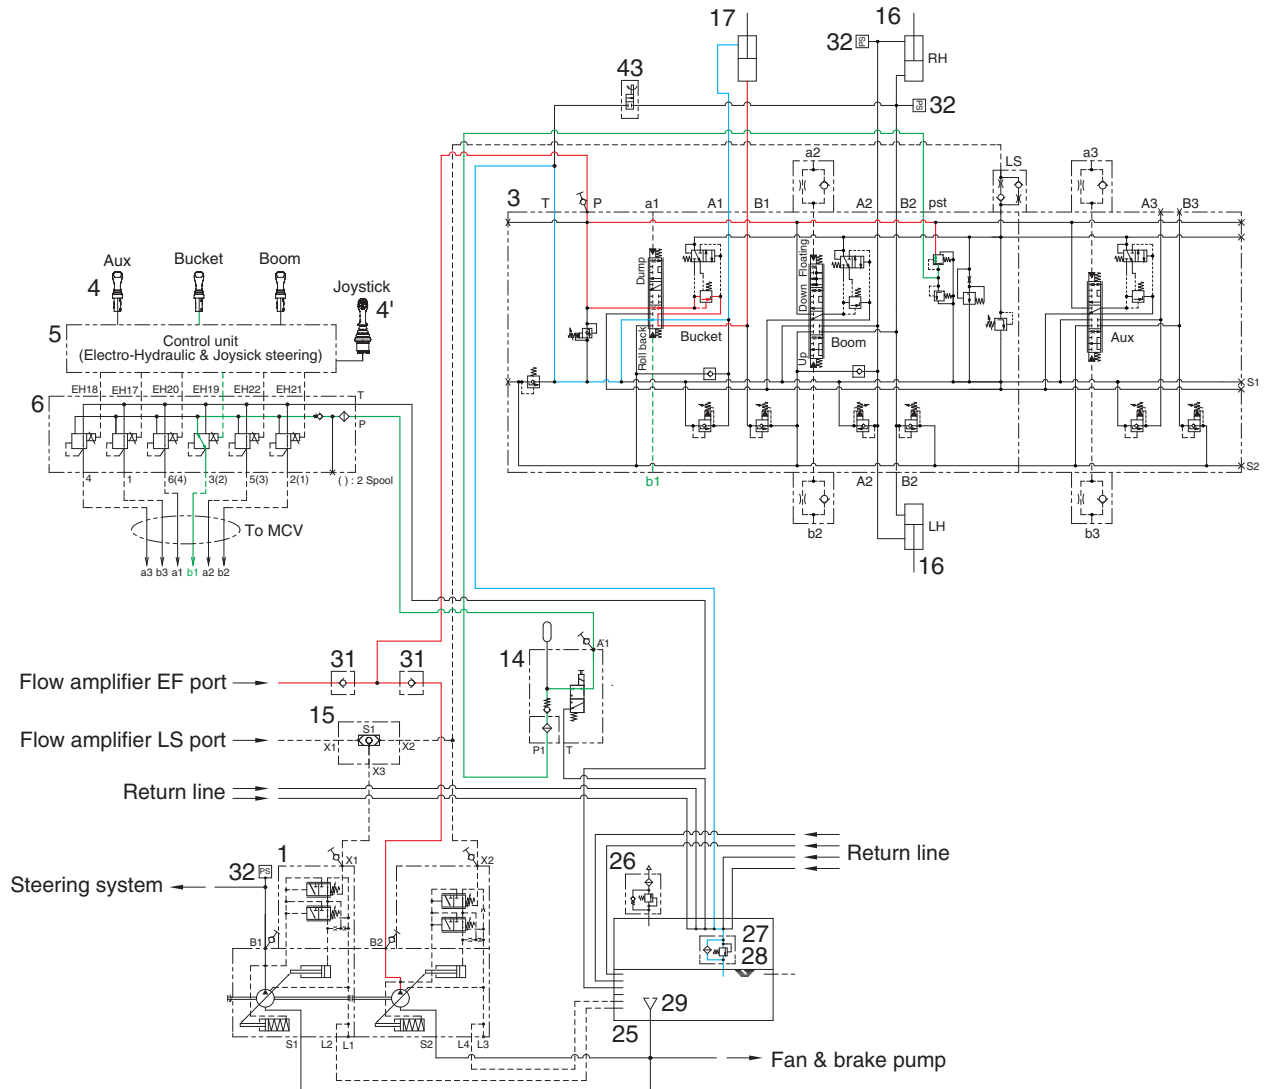 17
16
32
PS
RH
43
PS
32
a2
LS
a3
3
T
P
a1
A1
B1
A2
B2
pst
A3
B3
Aux
Bucket
Boom
4
Joystick
4'
Dump
Roll back
Bucket
Down Floating
Up
Boom
Aux
5
Control unit
(Electro-Hydraulic & Joysick steering)
EH18
EH17
EH20
EH19
EH22
EH21
T
6
P
S1
4
1
6(4)
3(2)
5(3)
2(1)
( ) : 2 Spool
S2
b1
A2
B2
To MCV
b2
LH
b3
16
a3
b3
a1
b1
a2
b2
14
A1
31
31
Flow amplifier EF port
15
S1
Flow amplifier LS port
X1
X2
X3
P1
T
Return line
Return line
1
X1
X2
26
32
PS
Steering system
B1
B2
27
28
29
25
S1
L2
L1
S2
L4
L3
Fan & brake pump